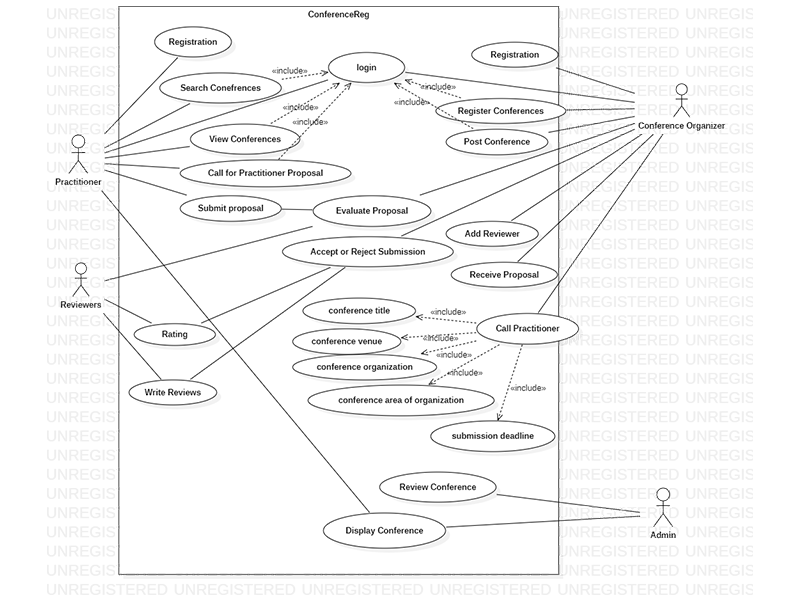 ConferenceReg
Registration
login
Registration
Search Conefrences
«include»
«include»
Register Conferences
«include»
«include»
Conference Organizer
View Conferences
«include»
Post Conference
Call for Practitioner Proposal
Practitioner
Submit proposal
Evaluate Proposal
Add Reviewer
Accept or Reject Submission
Receive Proposal
Reviewers
conference title
«include»
Call Practitioner
Rating
conference venue
«include»
«include»
conference organization
«include»
Write Reviews
«include»
conference area of organization
submission deadline
Review Conference
Display Conference
Admin
UNREGISTERED UNREGISTERED UNREGISTERED UNREGISTERED UNREGIS